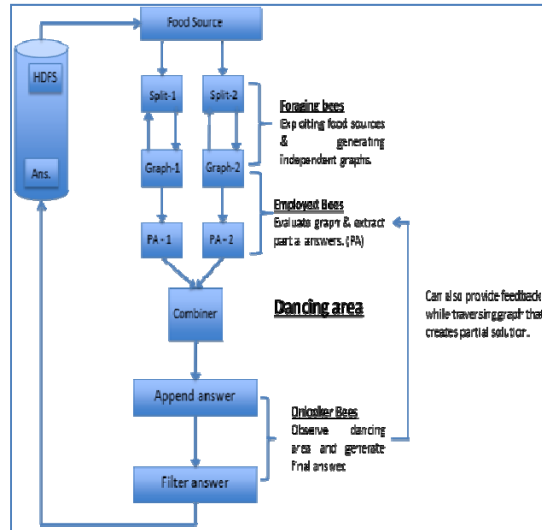 Food Source
HDFS
Split-1
Split-2
Foraging bees
Exploiting food sources
& generating
independent graphs.
Ans.
Graph-1
Graph-2
Employed Bees
Evaluate graph & extract
partial answers. (PA)
PA - 1
PA - 2
Can also provide feedback
while traversing graph that
creates partial solution.
Combiner
Dancing area
Append answer
Onlooker Bees
Observe dancing
area and generate
final answer.
Filter answer